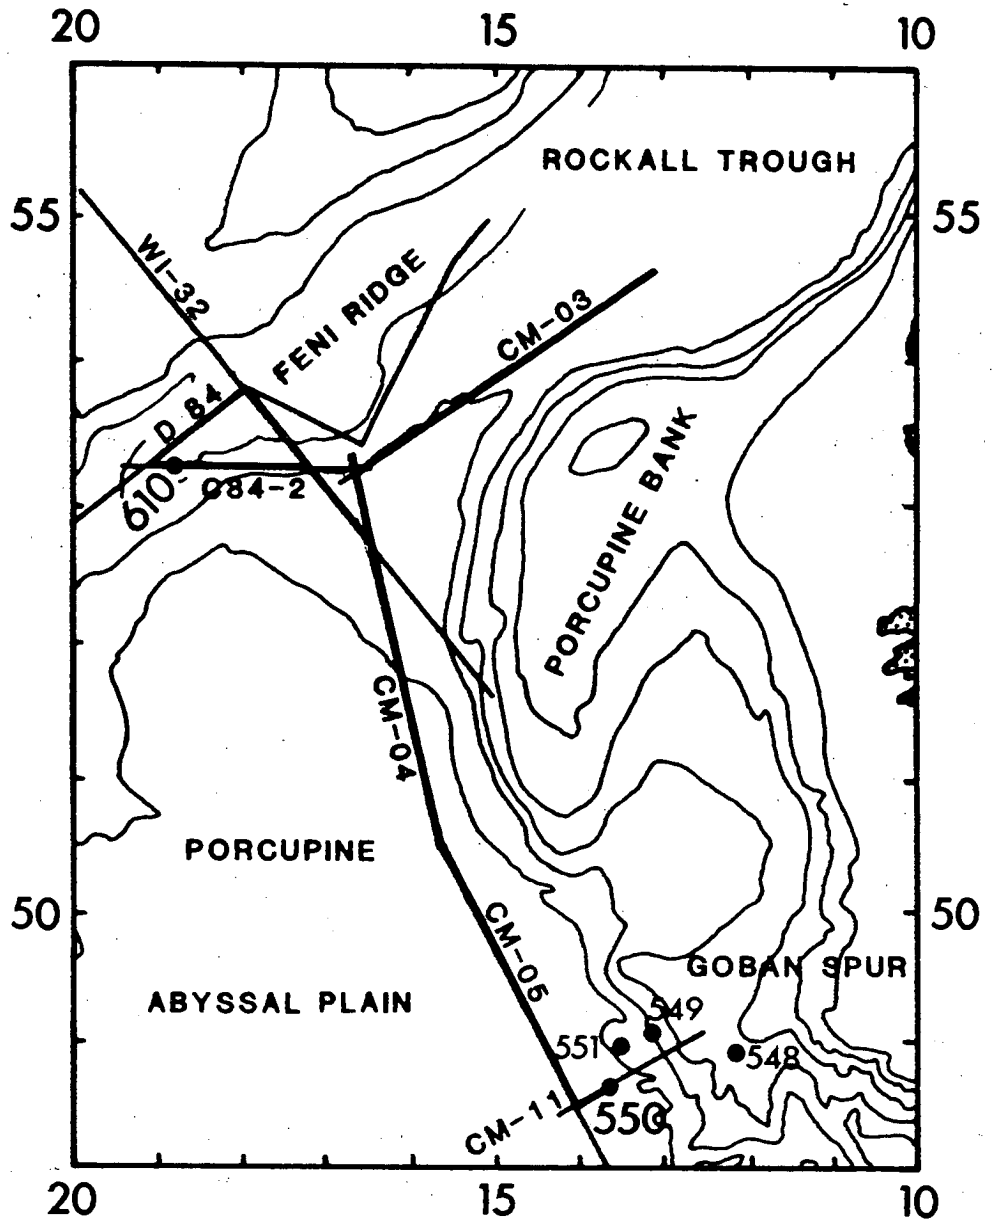 20 15 10
ROCKALL TROUGH
55 55
WI-32
FENI RIDGE
CM-03
D 84
610
C84-2
PORCUPINE BANK
CM-04
PORCUPINE
50 50
CM-05
GOBAN SPUR
ABYSSAL PLAIN
549
551
548
CM-11
550
20 15 10